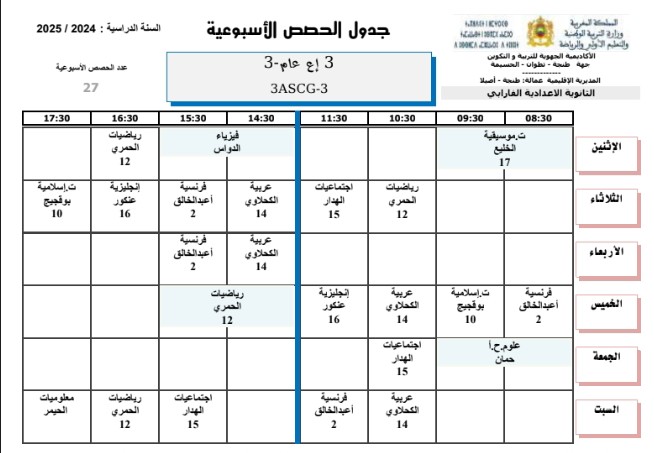 المملكة المغربية
وزارة التربية الوطنية
والتعليم الأولي والرياضة
الأكاديمية الجهوية للتربية و التكوين
جهة طنجة - تطوان - الحسيمة
-------------
المديرية الإقليمية عمالة: طنجة - أصيلا
الثانوية الاعدادية الفارابي
جدول الحصص الأسبوعية
السنة الدراسية : 2024 / 2025
3 إع عام-3
3ASCG-3
عدد الحصص الأسبوعية
27
08:30 09:30 10:30 11:30 14:30 15:30 16:30 17:30
الإثنين
ت.موسيقية
الخليع
17
فيزياء
الدواس
رياضيات
الحمري
12
الثلاثاء
رياضيات
الحمري
12
اجتماعيات
الهدار
15
عربية
الكحلاوي
14
فرنسية
أعبدالخالق
2
إنجليزية
عنكور
16
ت.إسلامية
بوقجيج
10
الأربعاء
عربية
الكحلاوي
14
فرنسية
أعبدالخالق
2
الخميس
فرنسية
أعبدالخالق
2
ت.إسلامية
بوقجيج
10
عربية
الكحلاوي
14
إنجليزية
عنكور
16
رياضيات
الحمري
12
الجمعة
علوم.ح.أ
حمان
اجتماعيات
الهدار
15
السبت
عربية
الكحلاوي
14
فرنسية
أعبدالخالق
2
اجتماعيات
الهدار
15
رياضيات
الحمري
12
معلوميات
الحيمر